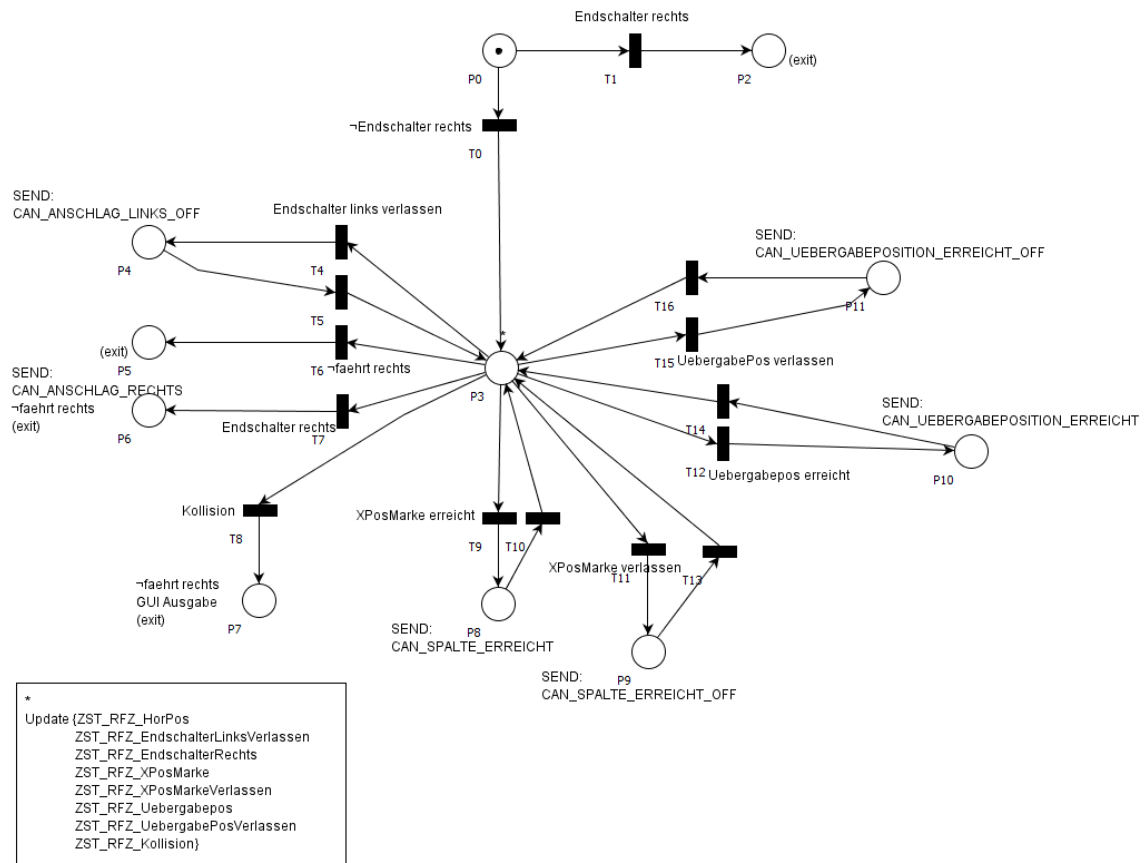 Endschalter rechts
P0
T1
P2
(exit)
¬Endschalter rechts
T0
SEND:
CAN_ANSCHLAG_LINKS_OFF
Endschalter links verlassen
P4
T4
T5
SEND:
CAN_UEBERGABEPOSITION_ERREICHT_OFF
T16
P11
T15
UebergabePos verlassen
*
(exit)
P5
T6
¬faehrt rechts
P3
SEND:
CAN_ANSCHLAG_RECHTS
¬faehrt rechts
(exit)
P6
Endschalter rechts
T7
SEND:
CAN_UEBERGABEPOSITION_ERREICHT
T14
T12
Uebergabepos erreicht
P10
Kollision
T8
XPosMarke erreicht
T9
T10
XPosMarke verlassen
T11
T13
¬faehrt rechts
GUI Ausgabe
(exit)
P7
P8
SEND:
CAN_SPALTE_ERREICHT
P9
SEND:
CAN_SPALTE_ERREICHT_OFF
*
Update {ZST_RFZ_HorPos
ZST_RFZ_EndschalterLinksVerlassen
ZST_RFZ_EndschalterRechts
ZST_RFZ_XPosMarke
ZST_RFZ_XPosMarkeVerlassen
ZST_RFZ_Uebergabepos
ZST_RFZ_UebergabePosVerlassen
ZST_RFZ_Kollision}